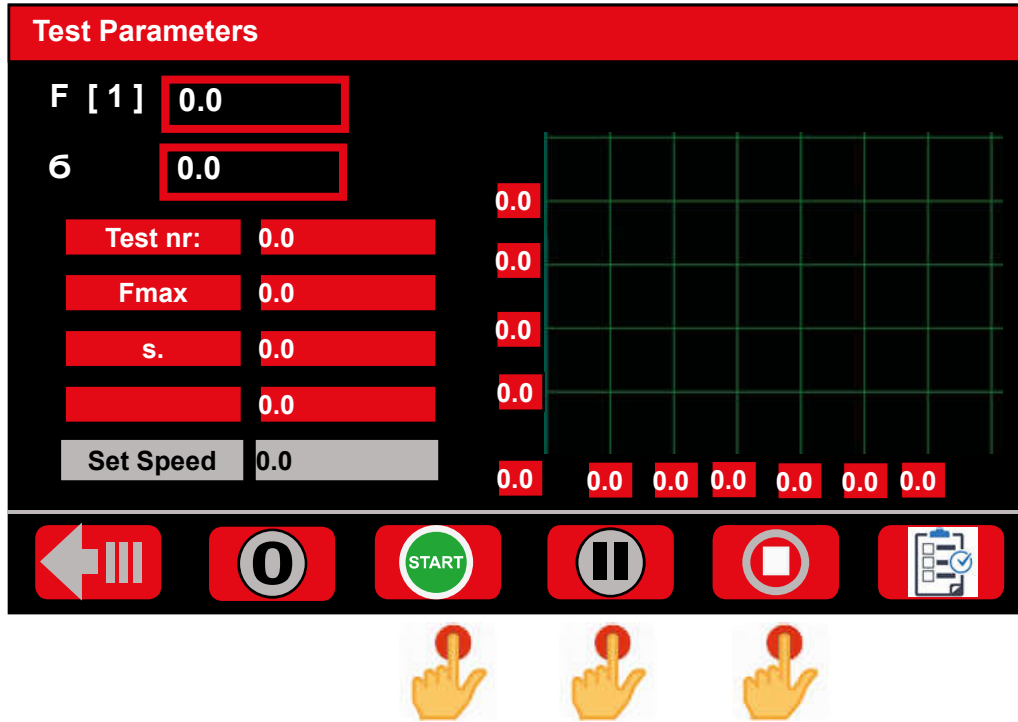 Test Parameters
F [ 1 ] 0.0
б 0.0
Test nr: 0.0
Fmax 0.0
s. 0.0
0.0
Set Speed 0.0
0.0
0.0
0.0
0.0
0.0 0.0 0.0 0.0 0.0 0.0 0.0
0
START